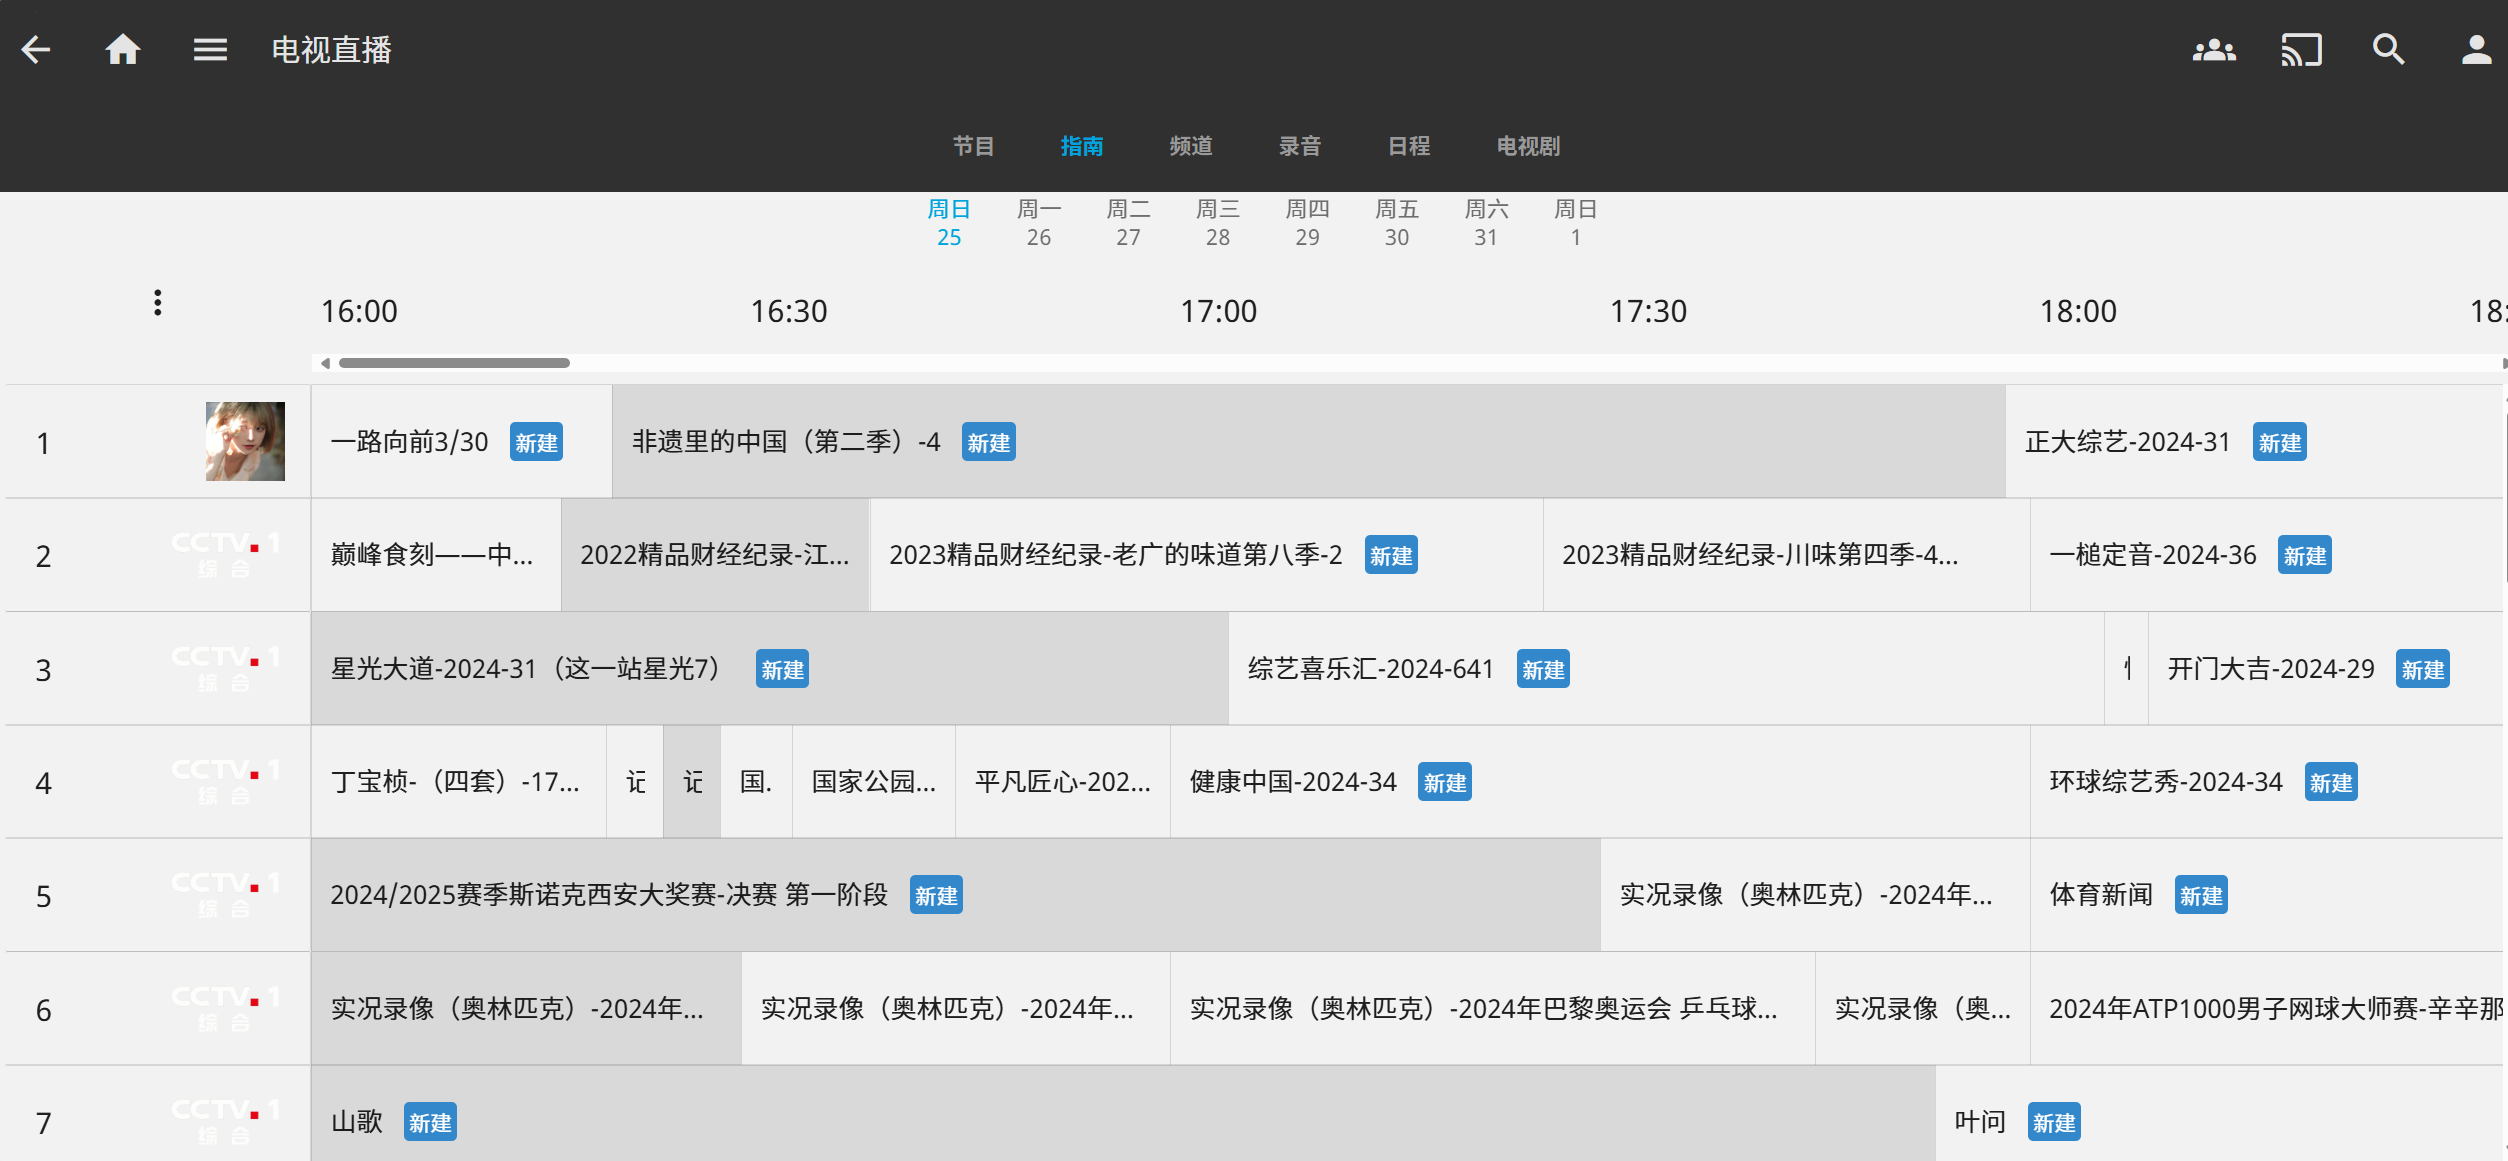 电视直播
节目 指南 频道 录音 日程 电视剧
周日 周一 周二 周三 周四 周五 周六 周日
25 26 27 28 29 30 31 1
16:00 16:30 17:00 17:30 18:00 18:
1 一路向前3/30 新建 非遗里的中国（第二季）-4 新建 正大综艺-2024-31 新建
2 CCTV.1 综合 巅峰食刻——中... 2022精品财经纪录-江... 2023精品财经纪录-老广的味道第八季-2 新建 2023精品财经纪录-川味第四季-4... 一槌定音-2024-36 新建
3 CCTV.1 综合 星光大道-2024-31（这一站星光7） 新建 综艺喜乐汇-2024-641 新建 开门大吉-2024-29 新建
4 CCTV.1 综合 丁宝桢-（四套）-17... 记 记 国. 国家公园... 平凡匠心-202... 健康中国-2024-34 新建 环球综艺秀-2024-34 新建
5 CCTV.1 综合 2024/2025赛季斯诺克西安大奖赛-决赛 第一阶段 新建 实况录像（奥林匹克）-2024年... 体育新闻 新建
6 CCTV.1 综合 实况录像（奥林匹克）-2024年... 实况录像（奥林匹克）-2024年... 实况录像（奥林匹克）-2024年巴黎奥运会 乒乓球... 实况录像（奥... 2024年ATP1000男子网球大师赛-辛辛那
7 CCTV.1 综合 山歌 新建 叶问 新建